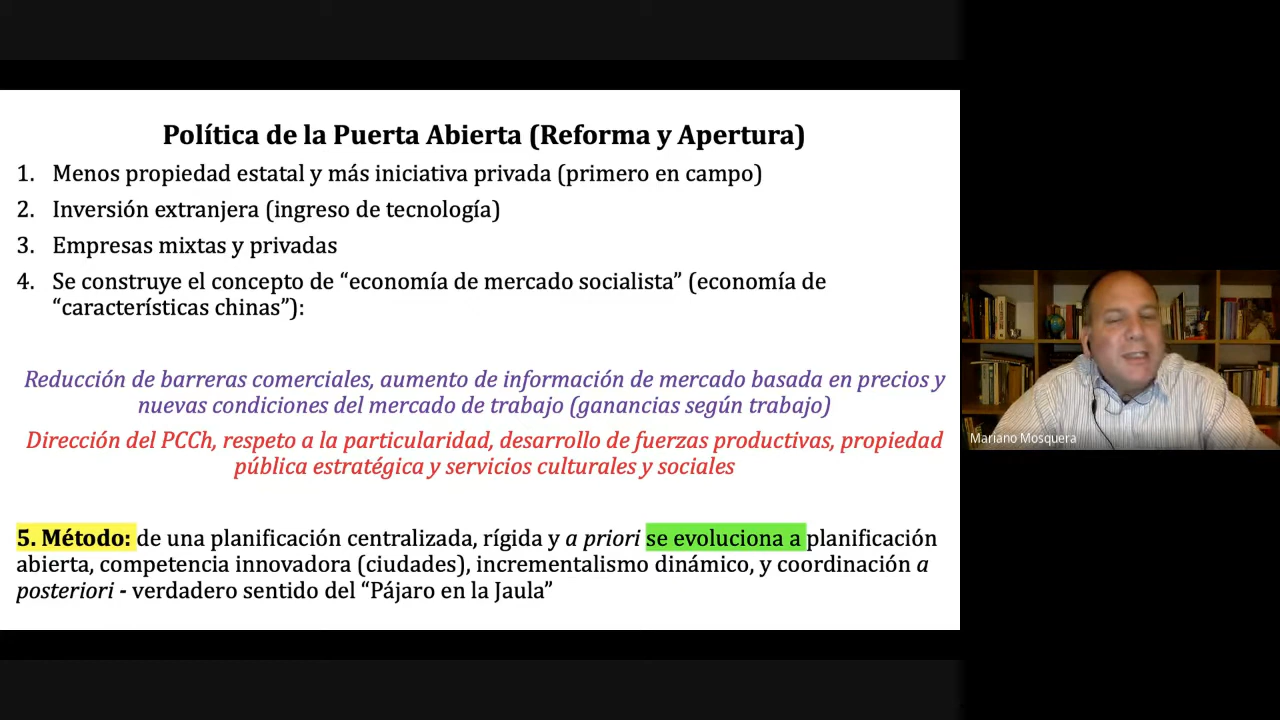 Política de la Puerta Abierta (Reforma y Apertura)
1. Menos propiedad estatal y más iniciativa privada (primero en campo)
2. Inversión extranjera (ingreso de tecnología)
3. Empresas mixtas y privadas
4. Se construye el concepto de “economía de mercado socialista” (economía de
“características chinas”):
Reducción de barreras comerciales, aumento de información de mercado basada en precios y
nuevas condiciones del mercado de trabajo (ganancias según trabajo)
Dirección del PCCh, respeto a la particularidad, desarrollo de fuerzas productivas, propiedad
pública estratégica y servicios culturales y sociales
5. Método: de una planificación centralizada, rígida y a priori se evoluciona a planificación
abierta, competencia innovadora (ciudades), incrementalismo dinámico, y coordinación a
posteriori - verdadero sentido del “Pájaro en la Jaula”
Mariano Mosquera